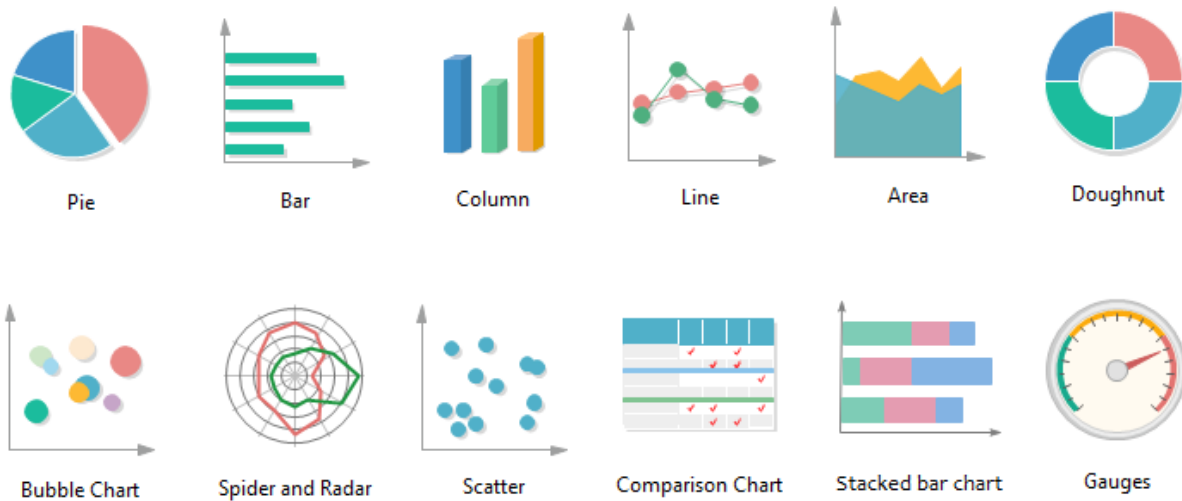 Pie
Bar
Column
Line
Area
Doughnut
Bubble Chart
Spider and Radar
Scatter
Comparison Chart
Stacked bar chart
Gauges